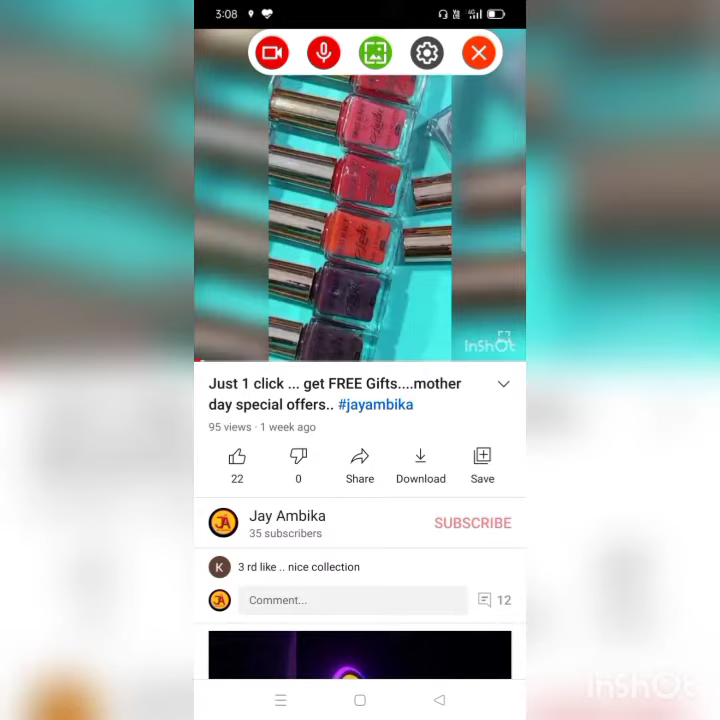 3:08
4G
InShOt
Just 1 click ... get FREE Gifts....mother
day special offers.. #jayambika
95 views · 1 week ago
22
0
Share
Download
Save
JA
Jay Ambika
35 subscribers
SUBSCRIBE
K
3 rd like .. nice collection
JA
Comment...
12
InShOt